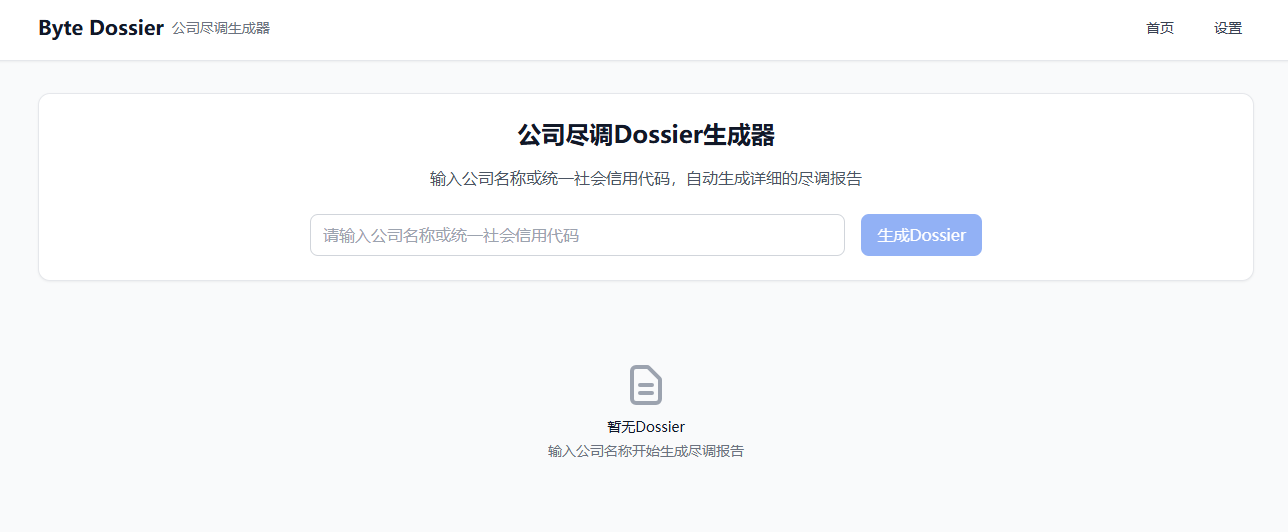 Byte Dossier 公司尽调生成器 首页 设置
公司尽调Dossier生成器
输入公司名称或统一社会信用代码，自动生成详细的尽调报告
请输入公司名称或统一社会信用代码 生成Dossier
暂无Dossier
输入公司名称开始生成尽调报告